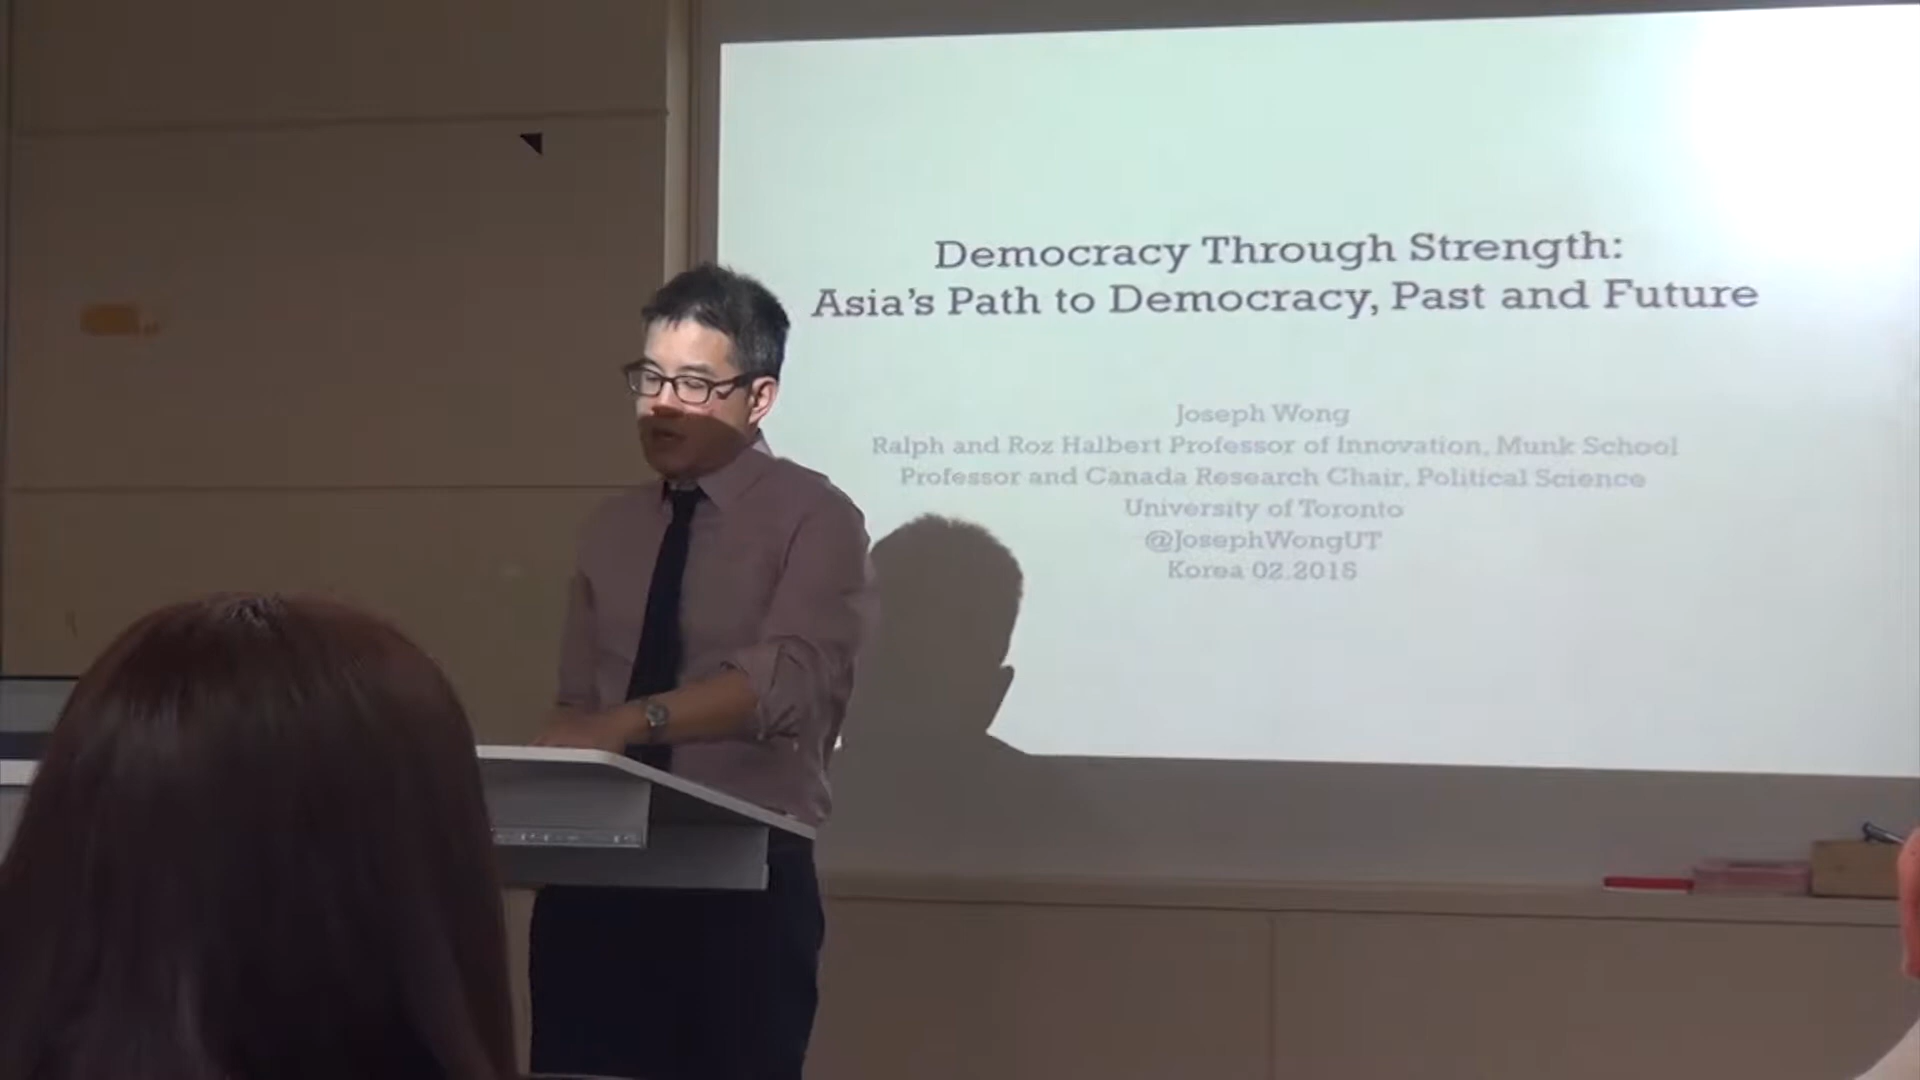 Democracy Through Strength:
Asia's Path to Democracy, Past and Future
Joseph Wong
Ralph and Roz Halbert Professor of Innovation, Munk School
Professor and Canada Research Chair, Political Science
University of Toronto
@JosephWongUT
Korea 02.2015